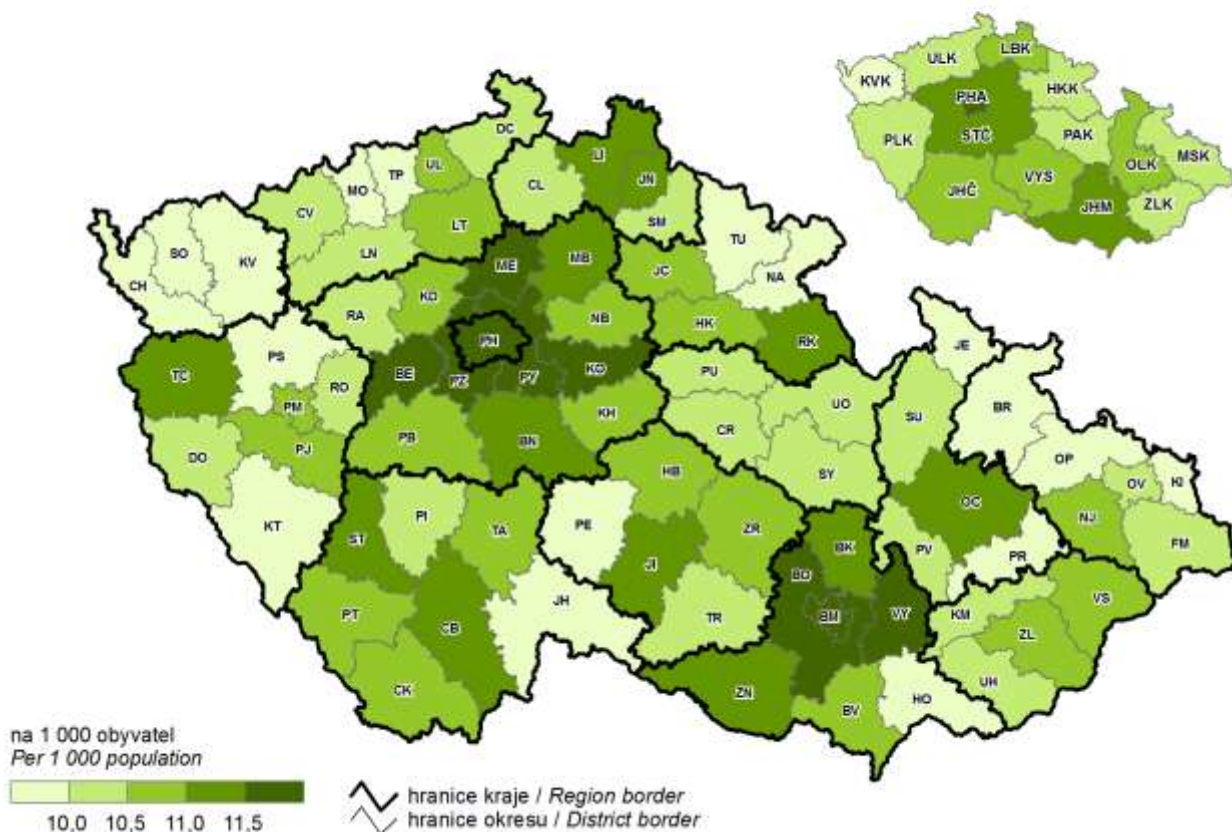 LBK
ULK
KVK
HKK
PHA
STČ
PLK
PAK
MSK
OLK
VYS
JHČ
JHM
ZLK
DC
LI
UL
TP
MO
CL
JN
CV
LT
SM
TU
SO
KV
LN
ME
MB
JC
NA
CH
KD
RA
NB
HK
PH
RK
PS
JE
TČ
BE
PZ
PY
KO
PU
RO
UO
SU
BR
PM
KH
CR
PB
BN
PJ
DO
OP
HB
SY
OV
KI
OC
NJ
KT
ST
PI
TA
PE
ZR
FM
BK
PV
PR
JI
BO
JH
VS
PT
CB
TR
BM
VY
KM
ZL
CK
ZN
UH
HO
BV
na 1 000 obyvatel
Per 1 000 population
10,0 10,5 11,0 11,5
hranice kraje / Region border
hranice okresu / District border